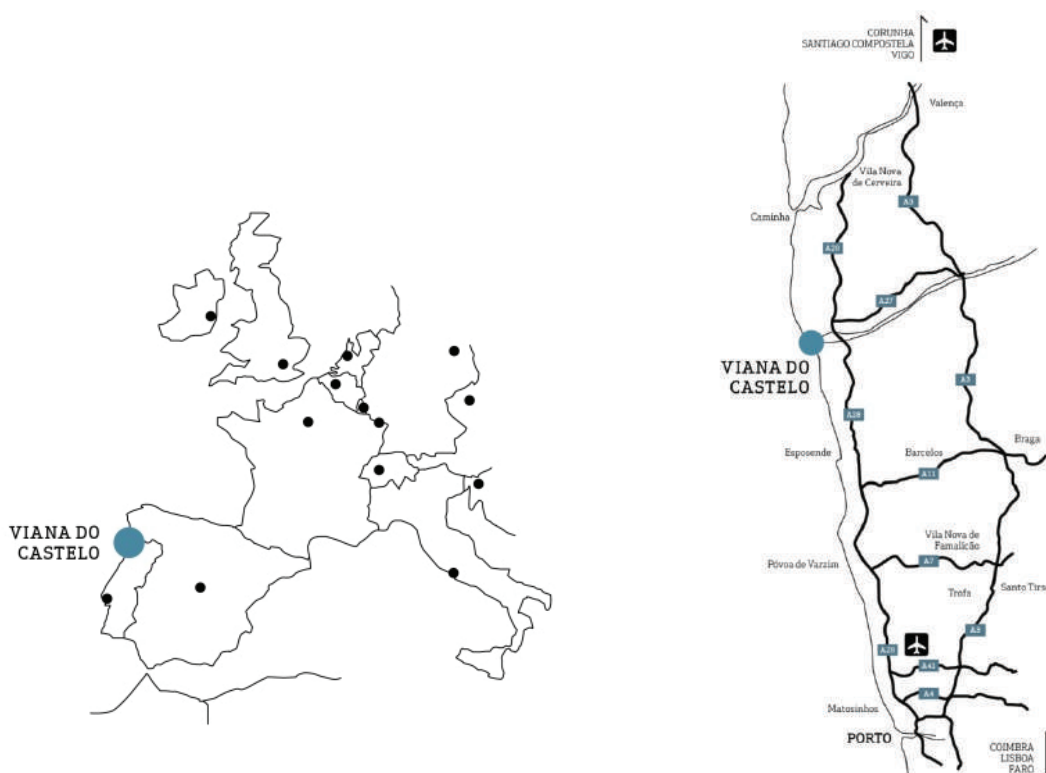 VIANA DO
CASTELO
CORUNHA
SANTIAGO COMPOSTELA
VIGO
Valença
Vila Nova
de Cerveira
A3
Caminha
A28
A27
VIANA DO
CASTELO
A3
A28
Esposende
Barcelos
Braga
A11
Vila Nova de
Famalicão
Póvoa de Varzim
A7
Trofa
Santo Tirs
A3
A28
A41
A4
Matosinhos
PORTO
COIMBRA
LISBOA
FARO